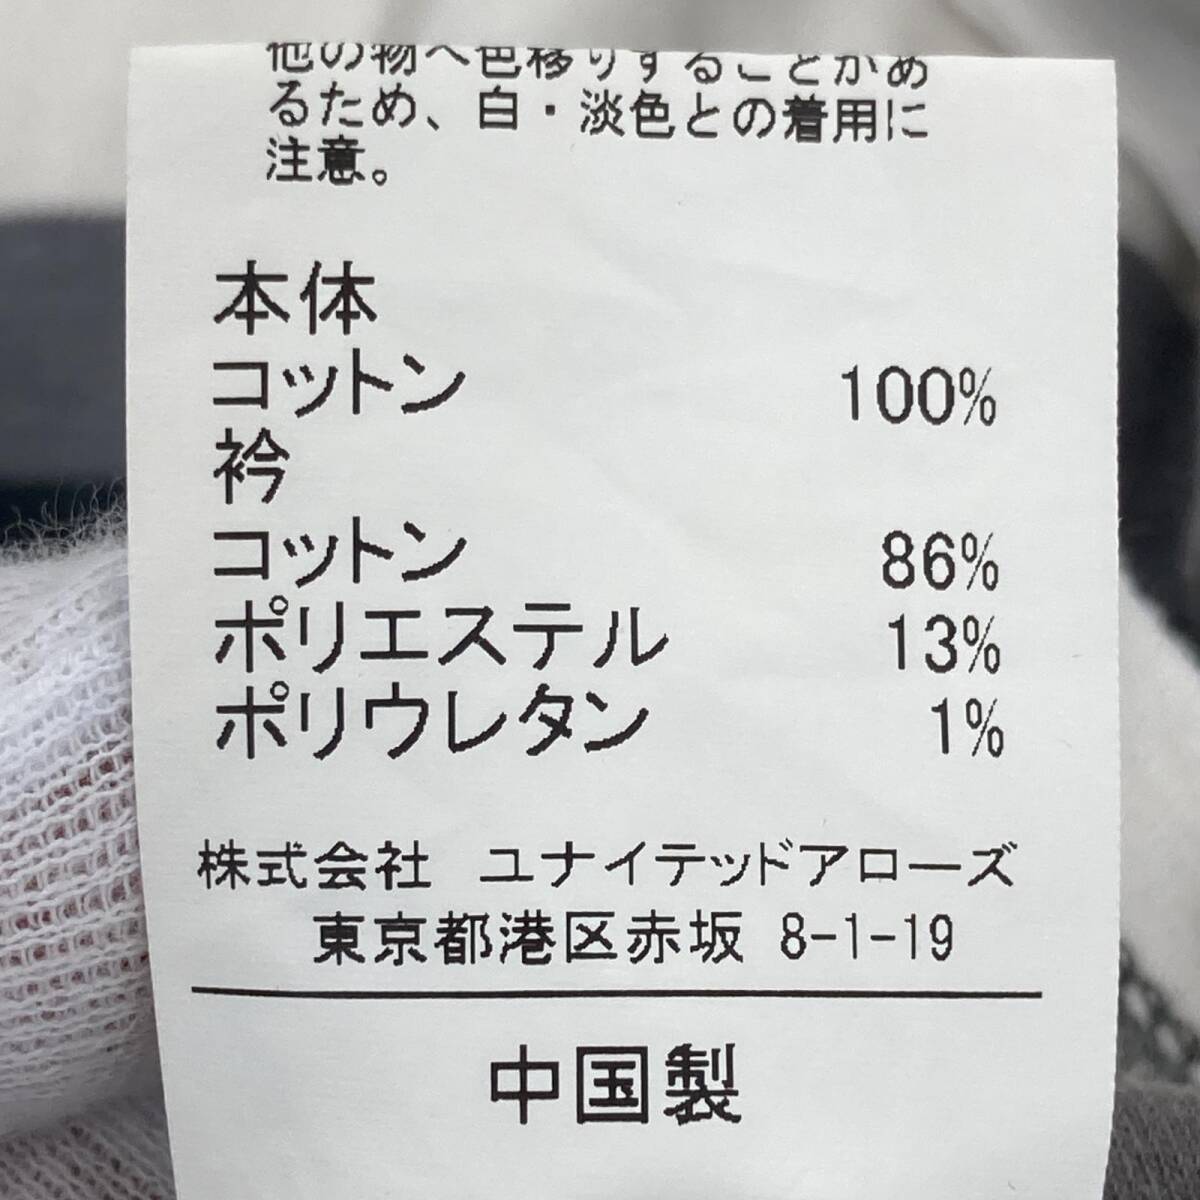 他の物へ色移りすることがあ
るため、白・淡色との着用に
注意。
本体
コットン 100%
衿
コットン 86%
ポリエステル 13%
ポリウレタン 1%
株式会社 ユナイテッドアローズ
東京都港区赤坂 8-1-19
中国製